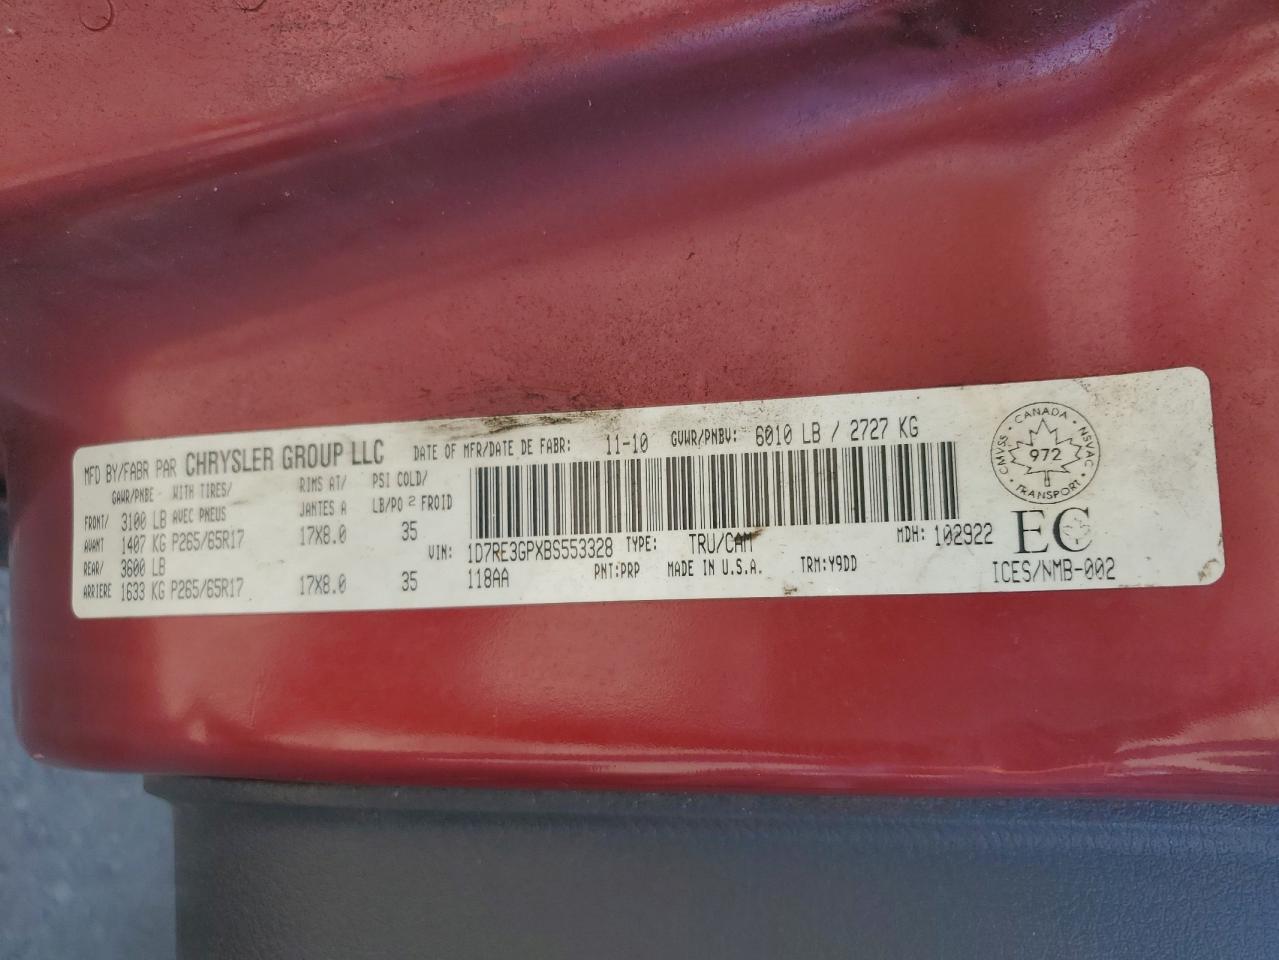 MFD BY/FABR PAR CHRYSLER GROUP LLC DATE OF MFR/DATE DE FABR: 11-10 GVWR/PNBV: 6010 LB / 2727 KG
GAWR/PNBE WITH TIRES/ RIMS AT/ PSI COLD/
AVEC PNEUS JANTES A LB/PO 2 FROID
FRONT/ 3100 LB
AVANT 1407 KG P265/65R17 17X8.0 35
REAR/ 3600 LB
ARRIERE 1633 KG P265/65R17 17X8.0 35
VIN: 1D7RE3GPXBS553328 TYPE: TRU/CAM MDH: 102922
118AA PNT:PRP MADE IN U.S.A. TRM:Y9DD
CMVSS · CANADA · NSVAC · TRANSPORT ·
972
EC
ICES/NMB-002